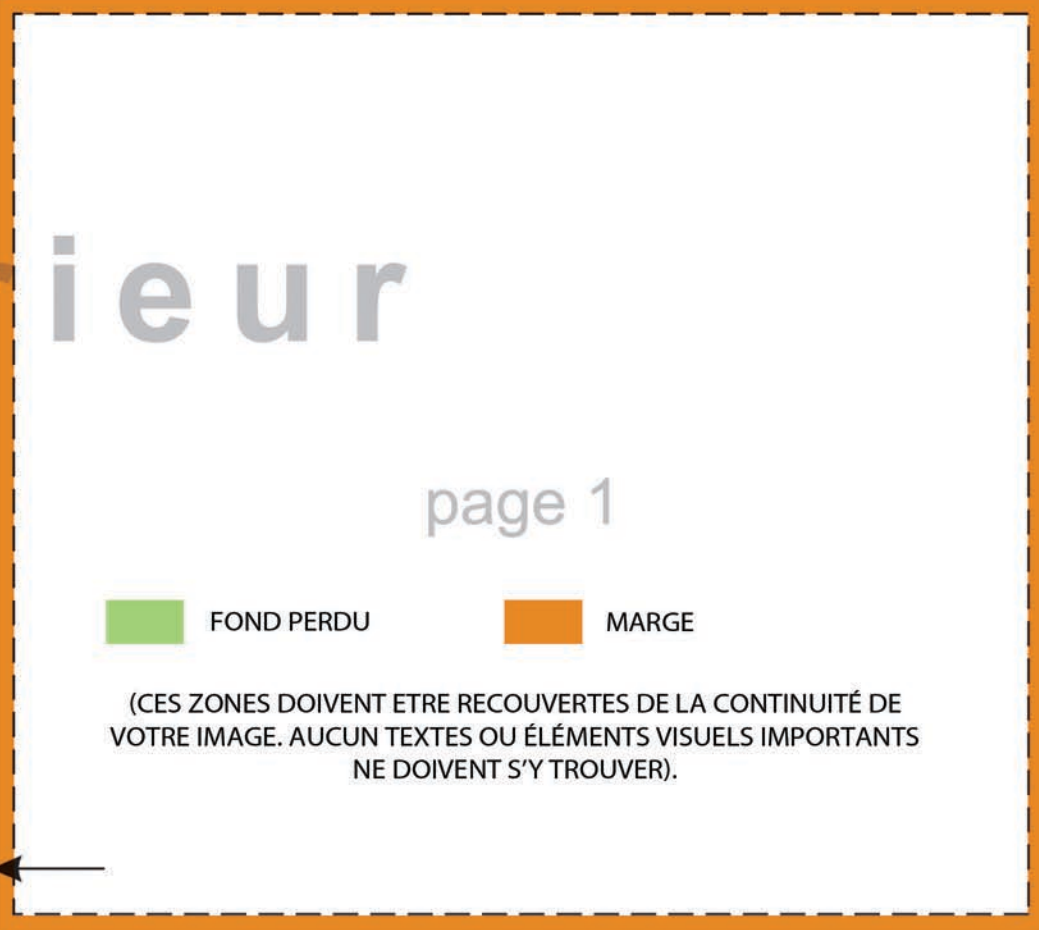 ieur
page 1
FOND PERDU
MARGE
(CES ZONES DOIVENT ETRE RECOUVERTES DE LA CONTINUITÉ DE
VOTRE IMAGE. AUCUN TEXTES OU ÉLÉMENTS VISUELS IMPORTANTS
NE DOIVENT S'Y TROUVER).